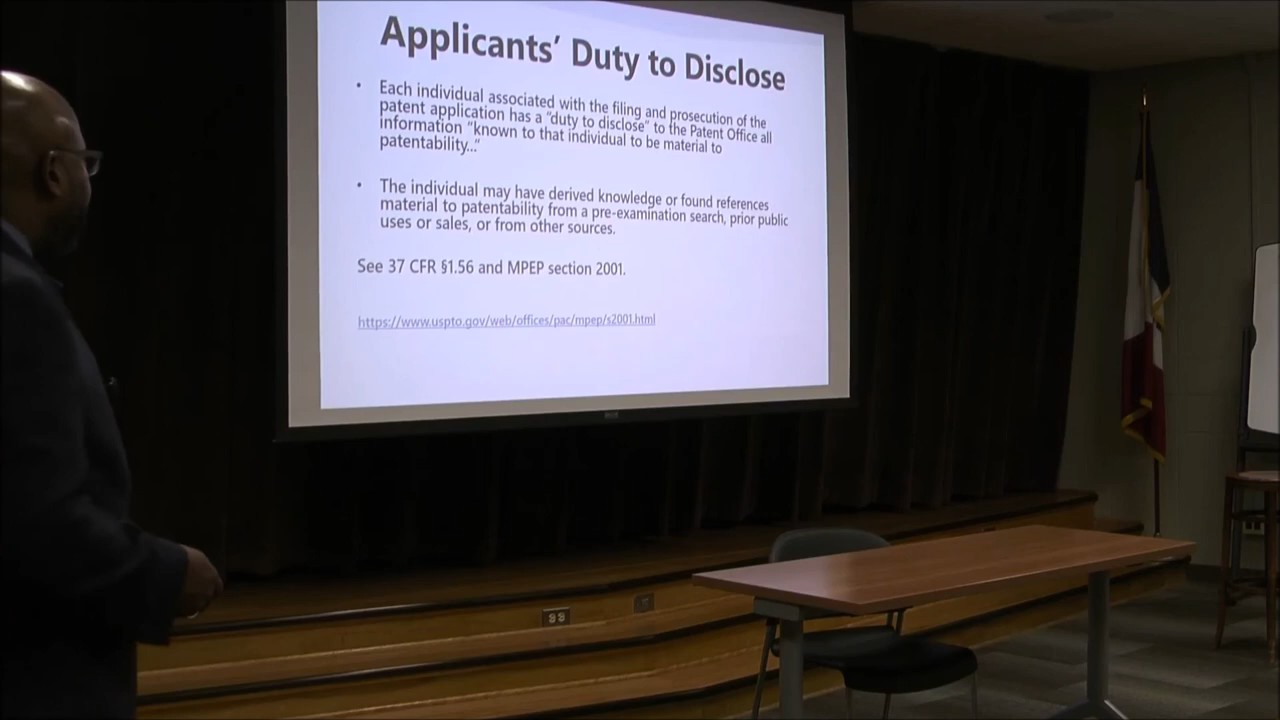 Applicants' Duty to Disclose
• Each individual associated with the filing and prosecution of the
patent application has a "duty to disclose" to the Patent Office all
information "known to that individual to be material to
patentability..."
• The individual may have derived knowledge or found references
material to patentability from a pre-examination search, prior public
uses or sales, or from other sources.
See 37 CFR §1.56 and MPEP section 2001.
https://www.uspto.gov/web/offices/pac/mpep/s2001.html